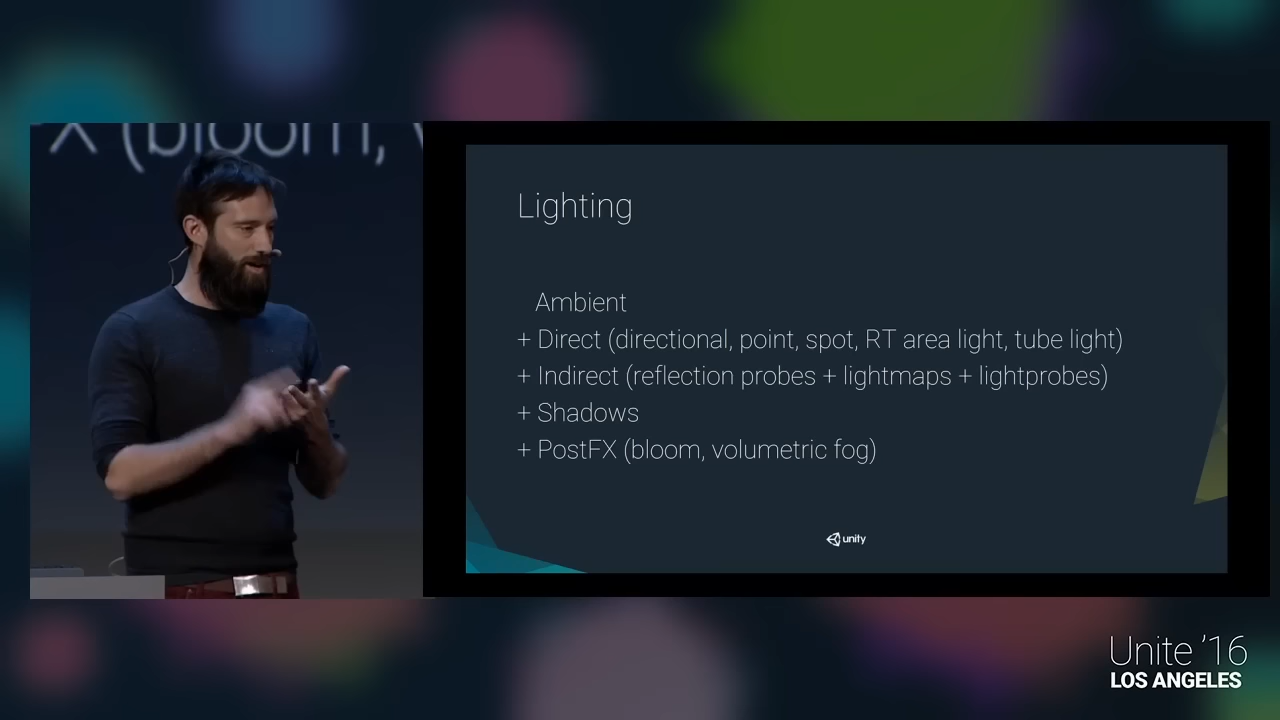 X (bloom, v
Lighting
Ambient
+ Direct (directional, point, spot, RT area light, tube light)
+ Indirect (reflection probes + lightmaps + lightprobes)
+ Shadows
+ PostFX (bloom, volumetric fog)
unity
Unite '16
LOS ANGELES